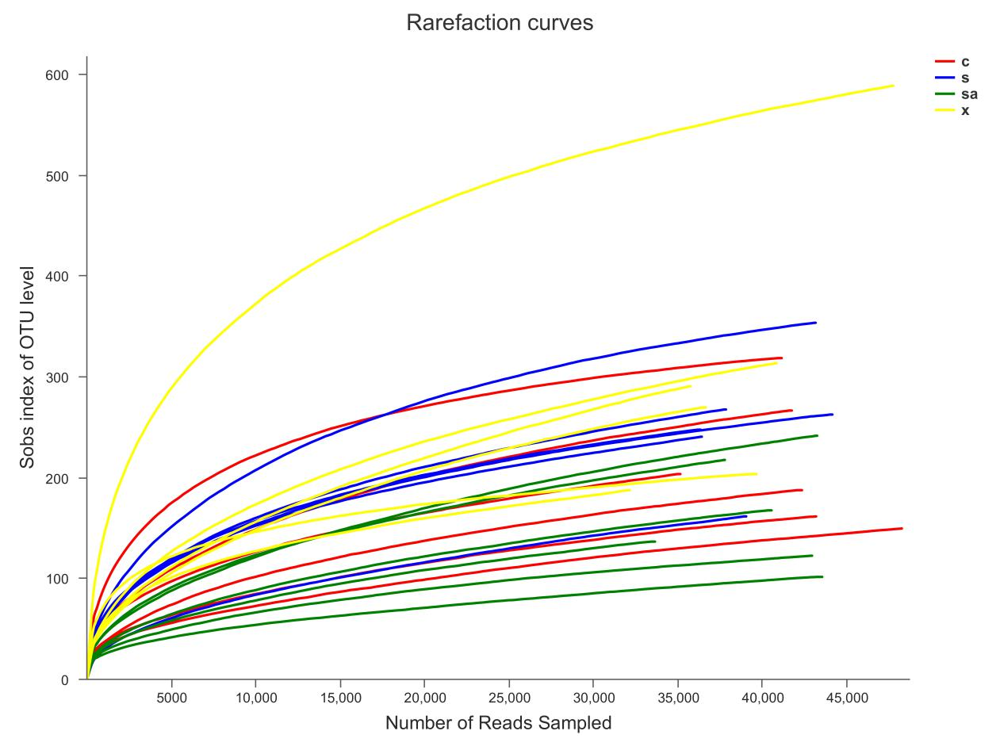 Rarefaction curves
c
s
sa
x
Sobs index of OTU level
600
500
400
300
200
100
0
5000 10,000 15,000 20,000 25,000 30,000 35,000 40,000 45,000
Number of Reads Sampled